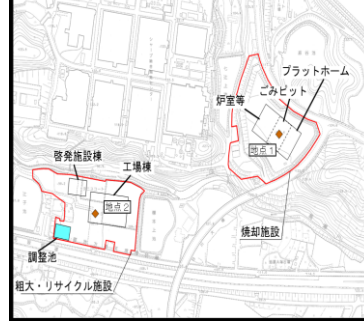 プラットホーム
ごみピット
炉室等
地点1
焼却施設
啓発施設棟
工場棟
地点2
調整池
粗大・リサイクル施設